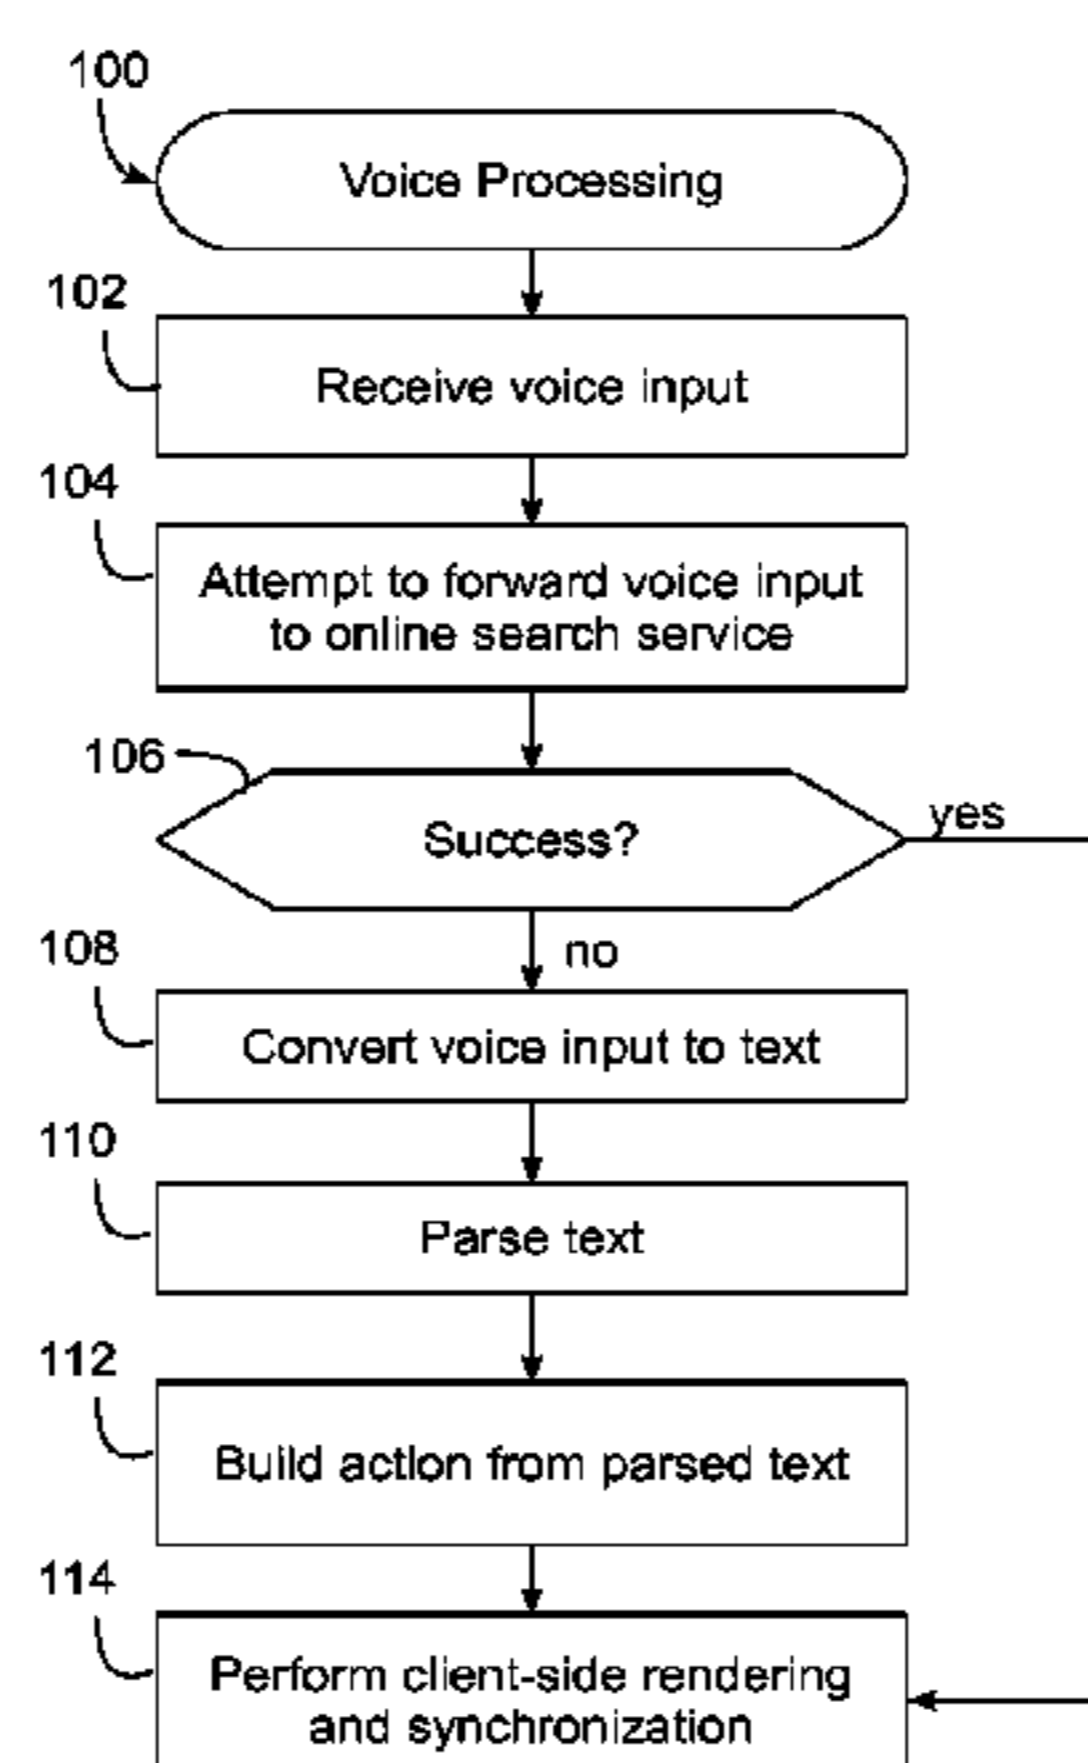 100
Voice Processing
102
Receive voice input
104
Attempt to forward voice input
to online search service
106
Success?
yes
no
108
Convert voice input to text
110
Parse text
112
Build action from parsed text
114
Perform client-side rendering
and synchronization